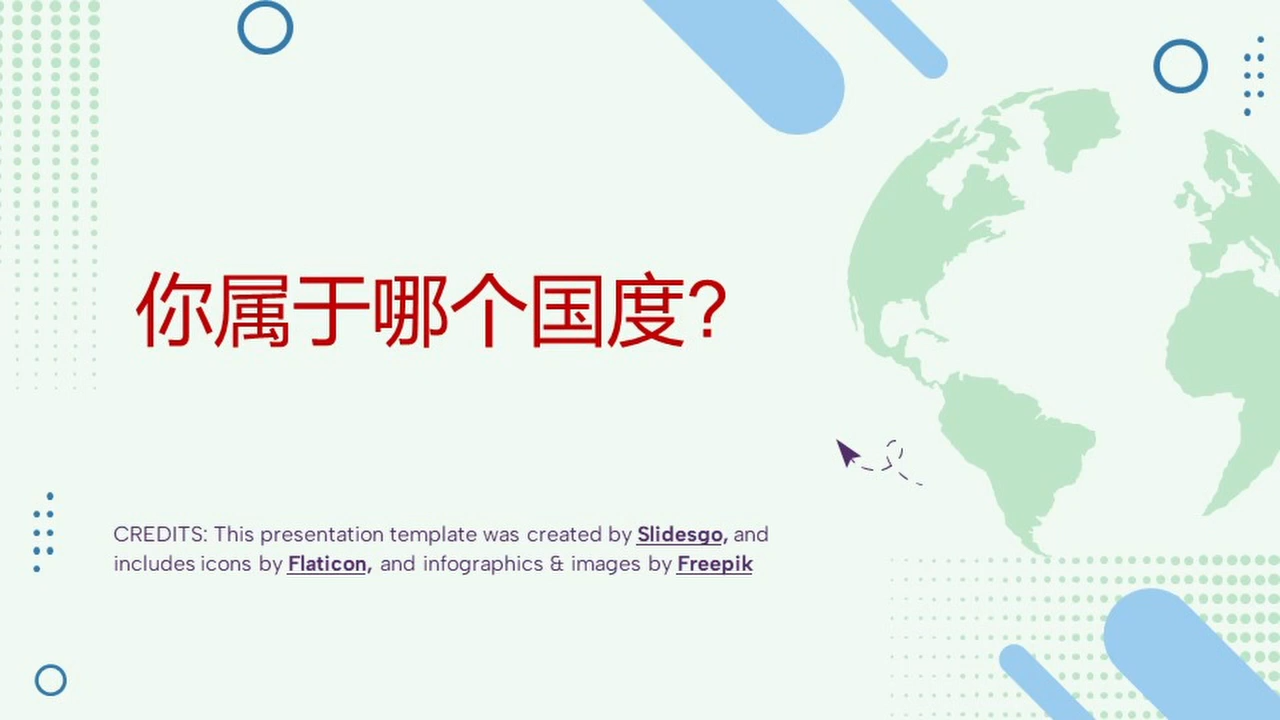 你属于哪个国度?
CREDITS: This presentation template was created by Slidesgo, and
includes icons by Flaticon, and infographics & images by Freepik